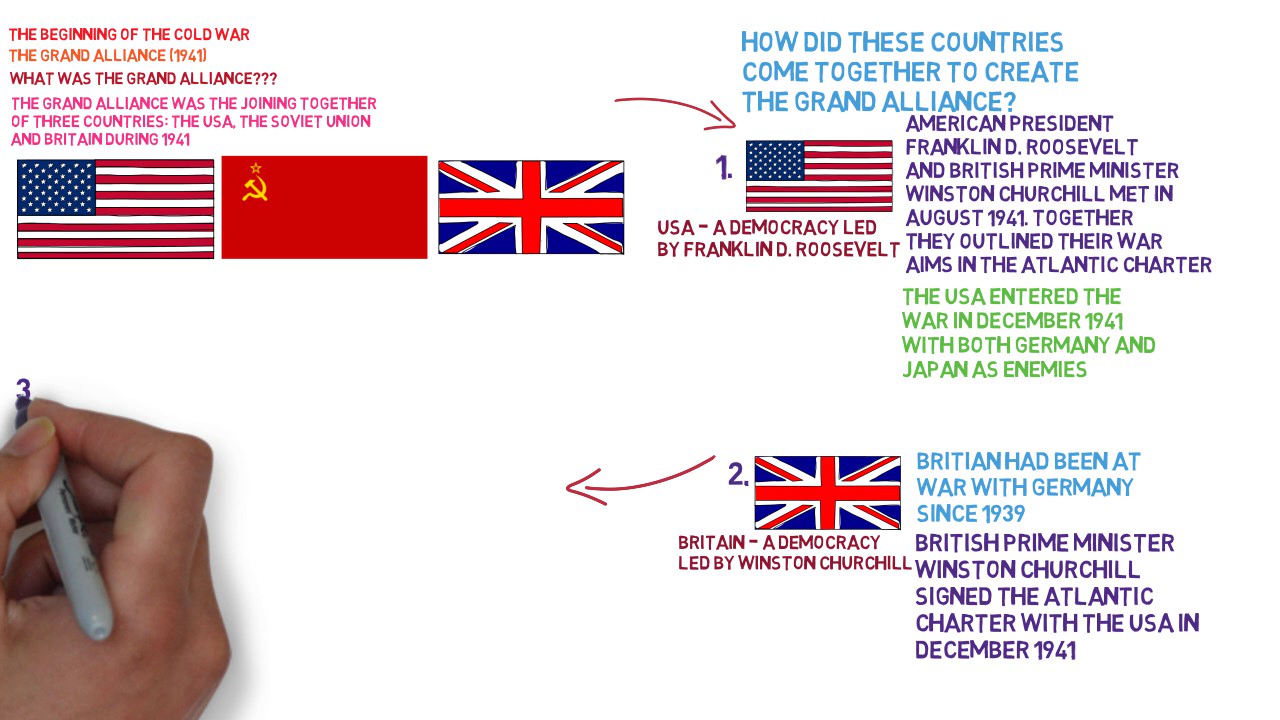 THE BEGINNING OF THE COLD WAR
THE GRAND ALLIANCE (1941)
WHAT WAS THE GRAND ALLIANCE???
THE GRAND ALLIANCE WAS THE JOINING TOGETHER
OF THREE COUNTRIES: THE USA, THE SOVIET UNION
AND BRITAIN DURING 1941
HOW DID THESE COUNTRIES
COME TOGETHER TO CREATE
THE GRAND ALLIANCE?
1.
USA - A DEMOCRACY LED
BY FRANKLIN D. ROOSEVELT
AMERICAN PRESIDENT
FRANKLIN D. ROOSEVELT
AND BRITISH PRIME MINISTER
WINSTON CHURCHILL MET IN
AUGUST 1941. TOGETHER
THEY OUTLINED THEIR WAR
AIMS IN THE ATLANTIC CHARTER
THE USA ENTERED THE
WAR IN DECEMBER 1941
WITH BOTH GERMANY AND
JAPAN AS ENEMIES
2.
BRITAIN - A DEMOCRACY
LED BY WINSTON CHURCHILL
BRITIAN HAD BEEN AT
WAR WITH GERMANY
SINCE 1939
BRITISH PRIME MINISTER
WINSTON CHURCHILL
SIGNED THE ATLANTIC
CHARTER WITH THE USA IN
DECEMBER 1941
3